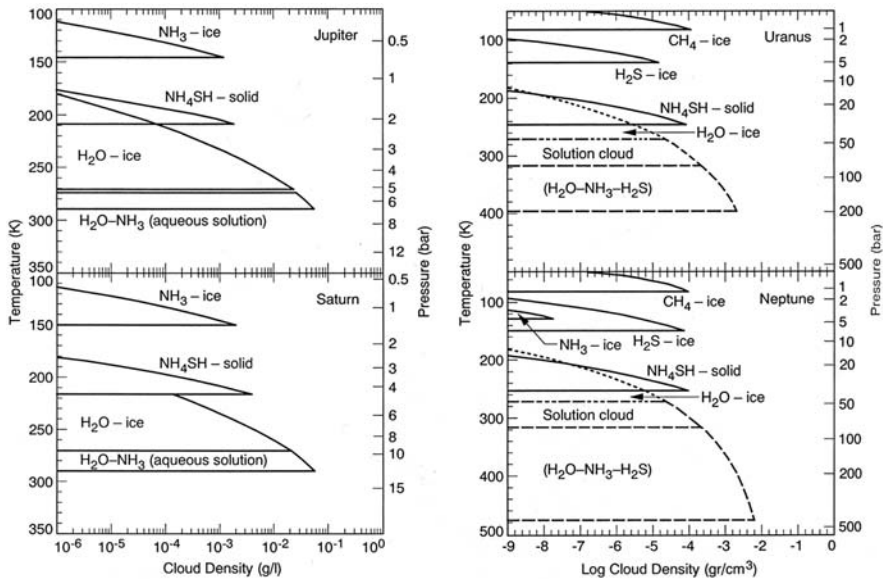 Jupiter
NH₃ – ice
NH₄SH – solid
H₂O – ice
H₂O–NH₃ (aqueous solution)
100
150
200
250
300
350
0.5
1
2
3
4
5
6
8
12
Saturn
NH₃ – ice
NH₄SH – solid
H₂O – ice
H₂O–NH₃ (aqueous solution)
100
150
200
250
300
350
0.5
1
2
3
4
6
8
10
15
Temperature (K)
Pressure (bar)
10⁻⁶ 10⁻⁵ 10⁻⁴ 10⁻³ 10⁻² 10⁻¹ 10⁰
Cloud Density (g/l)
Uranus
CH₄ – ice
H₂S – ice
NH₄SH – solid
H₂O – ice
Solution cloud
(H₂O–NH₃–H₂S)
100
200
300
400
1
2
5
10
20
50
100
200
500
Neptune
CH₄ – ice
NH₃ – ice
H₂S – ice
NH₄SH – solid
H₂O – ice
Solution cloud
(H₂O–NH₃–H₂S)
100
200
300
400
500
1
2
5
10
20
50
100
200
500
Temperature (K)
Pressure (bar)
-9 -8 -7 -6 -5 -4 -3 -2 -1 0
Log Cloud Density (gr/cm³)